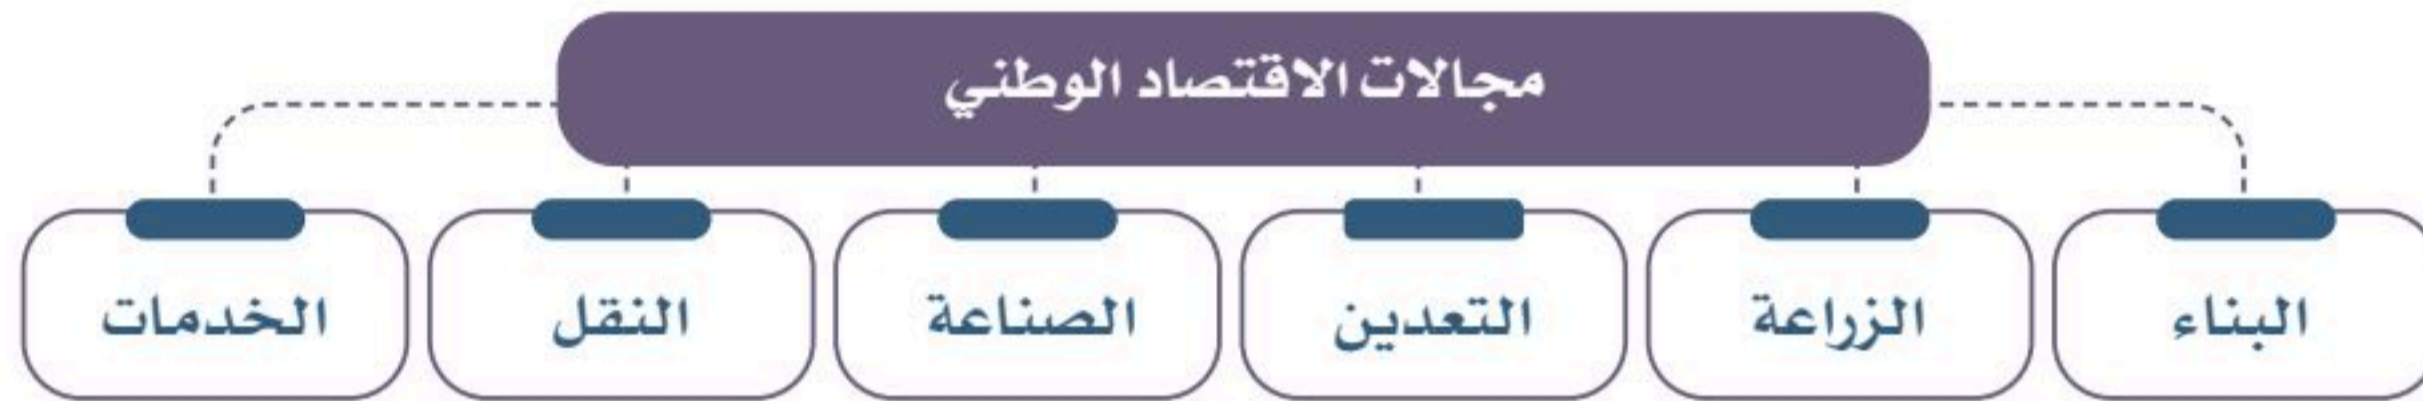 مجالات الاقتصاد الوطني
البناء
الزراعة
التعدين
الصناعة
النقل
الخدمات